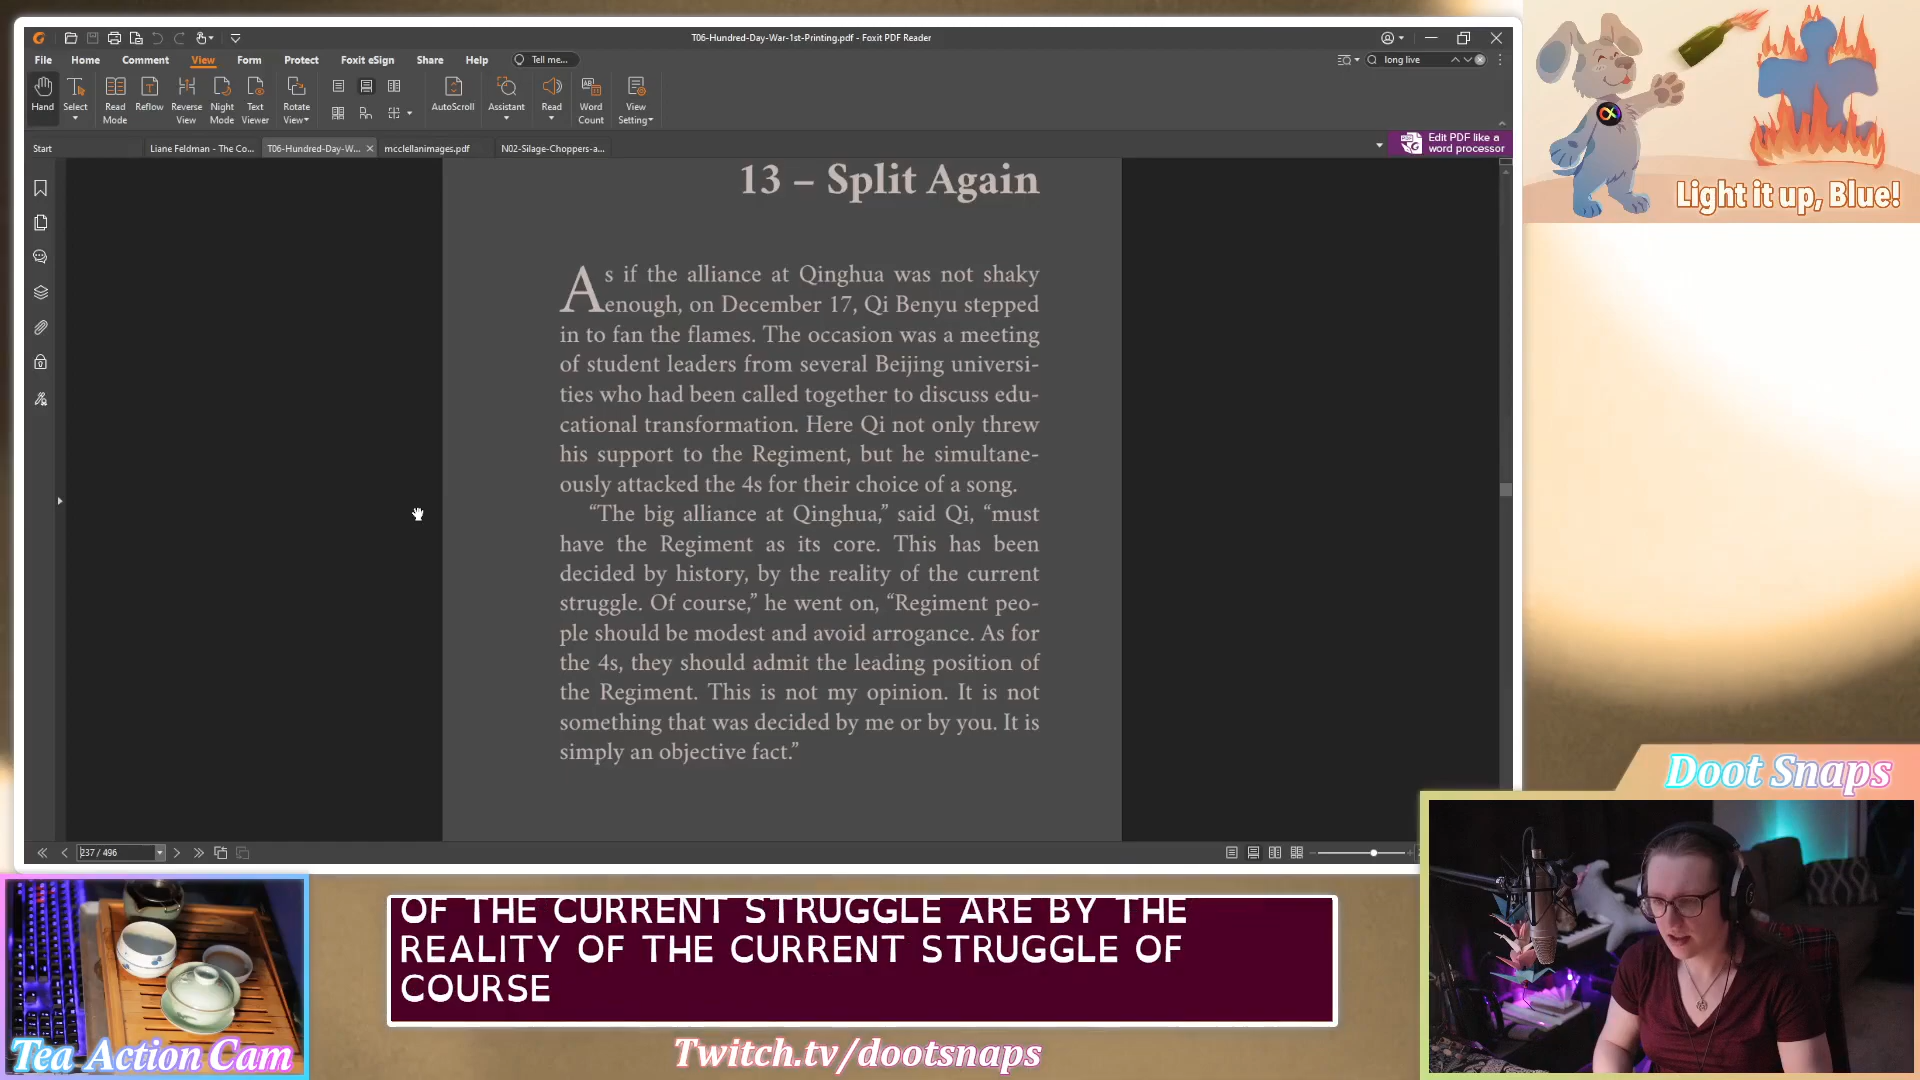 T06-Hundred-Day-War-1st-Printing.pdf - Foxit PDF Reader
File Home Comment View Form Protect Foxit eSign Share Help Tell me... long live
Hand Select Read Mode Reflow Reverse View Night Mode Text Viewer Rotate View AutoScroll Assistant Read Word Count View Setting
Start Liane Feldman - The Co... T06-Hundred-Day-W... mcclellanimages.pdf N02-Silage-Choppers-a... Edit PDF like a word processor
Light it up, Blue!
13 – Split Again
As if the alliance at Qinghua was not shaky
enough, on December 17, Qi Benyu stepped
in to fan the flames. The occasion was a meeting
of student leaders from several Beijing universi-
ties who had been called together to discuss edu-
cational transformation. Here Qi not only threw
his support to the Regiment, but he simultane-
ously attacked the 4s for their choice of a song.
“The big alliance at Qinghua,” said Qi, “must
have the Regiment as its core. This has been
decided by history, by the reality of the current
struggle. Of course,” he went on, “Regiment peo-
ple should be modest and avoid arrogance. As for
the 4s, they should admit the leading position of
the Regiment. This is not my opinion. It is not
something that was decided by me or by you. It is
simply an objective fact.”
237 / 496
Doot Snaps
OF THE CURRENT STRUGGLE ARE BY THE
REALITY OF THE CURRENT STRUGGLE OF
COURSE
Tea Action Cam
Twitch.tv/dootsnaps